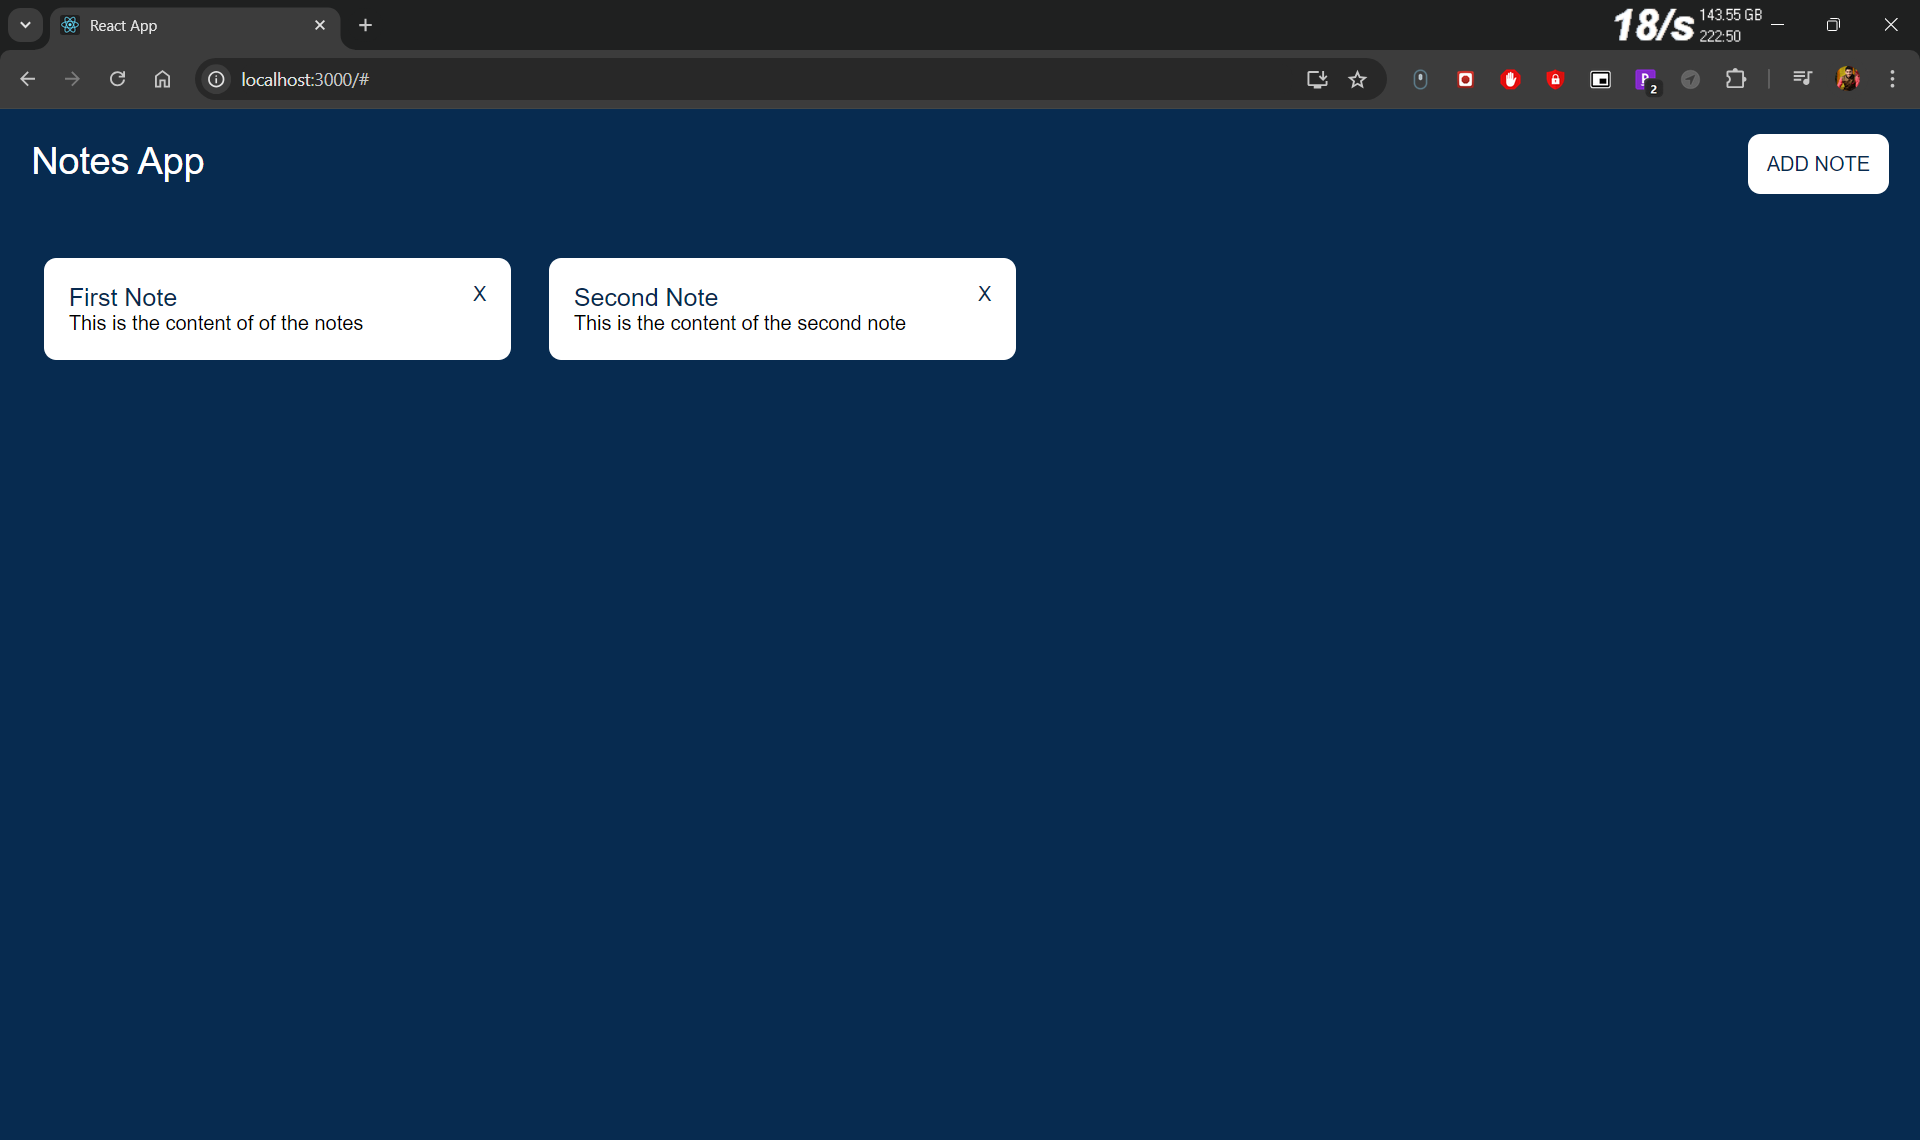 React App
18/s
143.55 GB
222:50
localhost:3000/#
2
Notes App
ADD NOTE
First Note
X
This is the content of of the notes
Second Note
X
This is the content of the second note